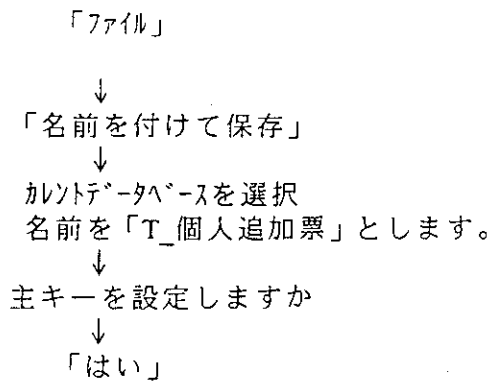 「ﾌｧｲﾙ」
↓
「名前を付けて保存」
↓
ｶﾚﾝﾄﾃﾞｰﾀﾍﾞｰｽを選択
名前を「T_個人追加票」とします。
↓
主キーを設定しますか
↓
「はい」